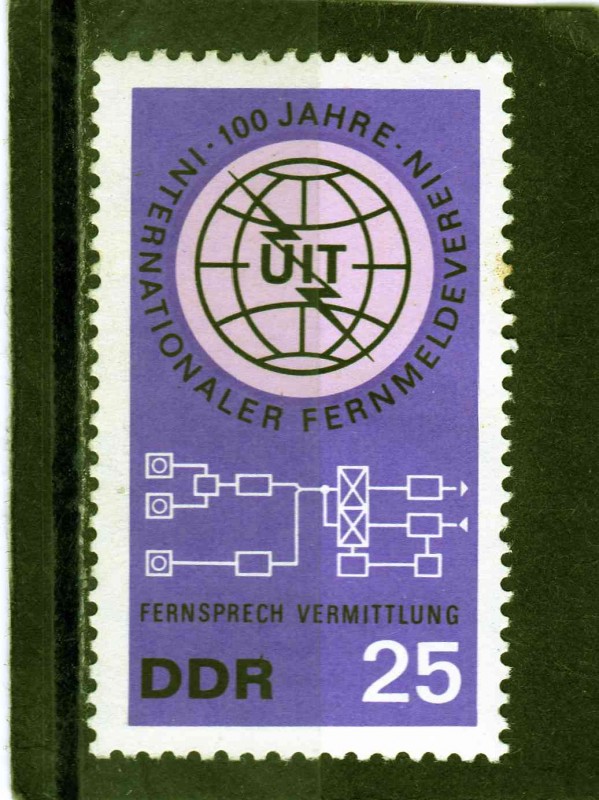 INTERNATIONALER FERNMELDEVEREIN · 100 JAHRE ·
UIT
FERNSPRECH VERMITTLUNG
DDR 25